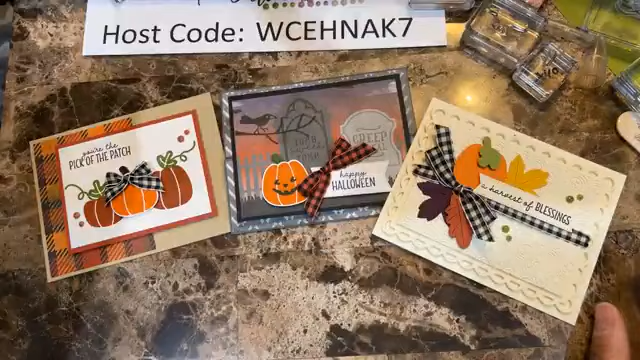 Host Code: WCEHNAK7
you're the
PICK OF THE PATCH
happy
HALLOWEEN
CREEP
a harvest of BLESSINGS